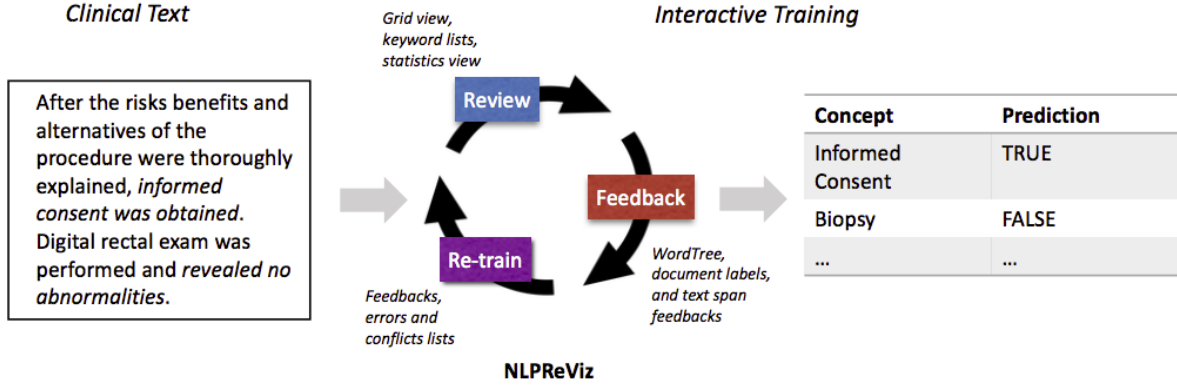 Clinical Text
Interactive Training
After the risks benefits and
alternatives of the
procedure were thoroughly
explained, informed
consent was obtained.
Digital rectal exam was
performed and revealed no
abnormalities.
Grid view,
keyword lists,
statistics view
Review
Feedback
WordTree,
document labels,
and text span
feedbacks
Re-train
Feedbacks,
errors and
conflicts lists
NLPReViz
Concept Prediction
Informed TRUE
Consent
Biopsy FALSE
... ...